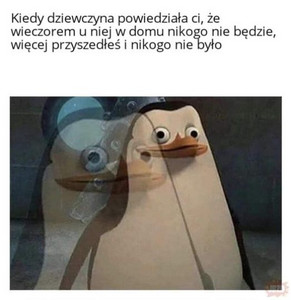 Kiedy dziewczyna powiedziała ci, że
wieczorem u niej w domu nikogo nie będzie,
więcej przyszedłeś i nikogo nie było